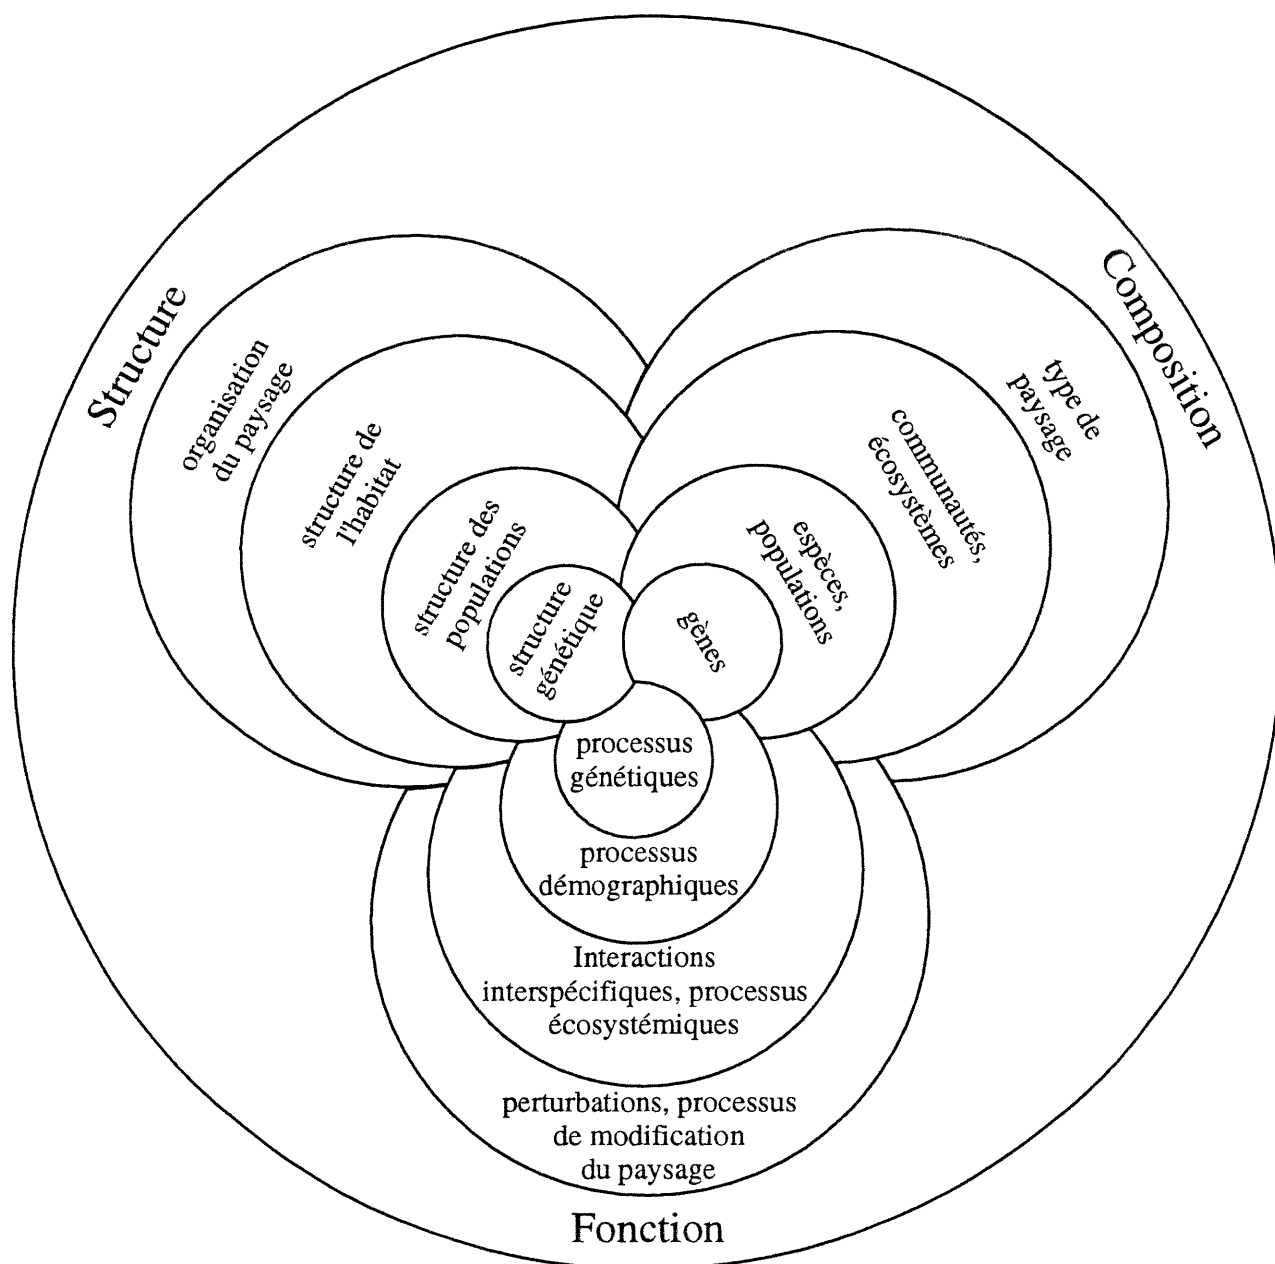 Structure
organisation
du paysage
structure de
l'habitat
structure des
populations
structure
génétique
Composition
type de
paysage
communautés,
écosystèmes
espèces,
populations
gènes
processus
génétiques
processus
démographiques
Interactions
interspécifiques, processus
écosystémiques
perturbations, processus
de modification
du paysage
Fonction